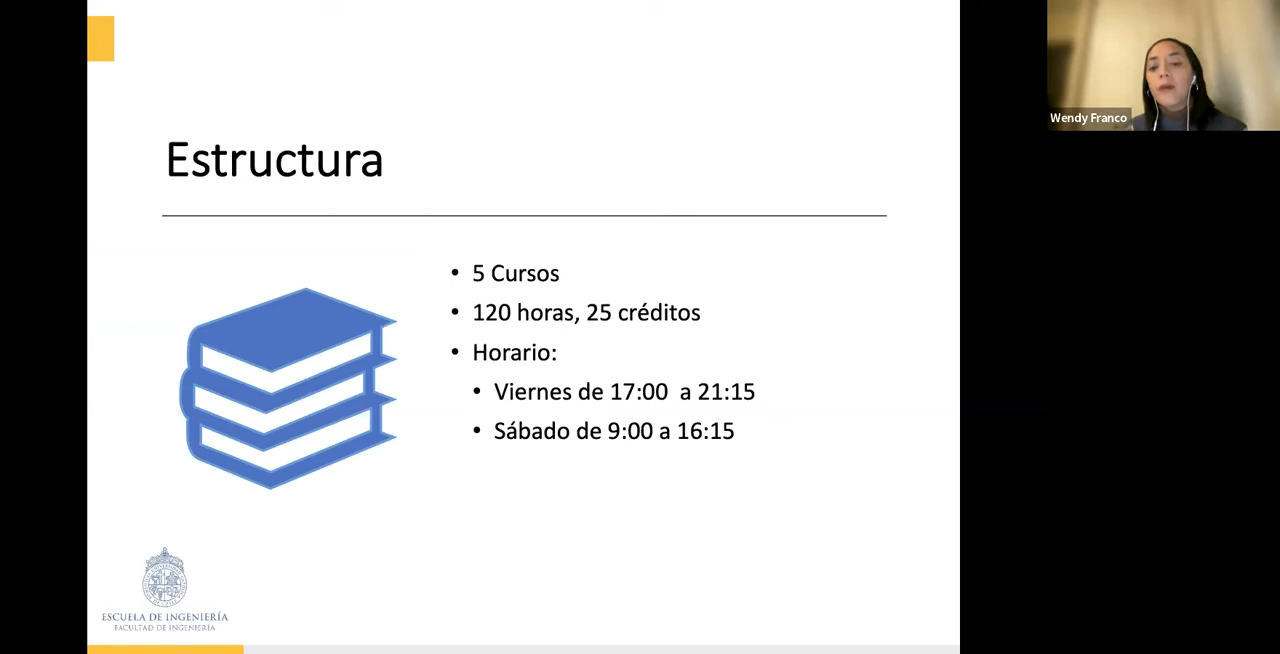 Wendy Franco
Estructura
• 5 Cursos
• 120 horas, 25 créditos
• Horario:
• Viernes de 17:00 a 21:15
• Sábado de 9:00 a 16:15
ESCUELA DE INGENIERÍA
FACULTAD DE INGENIERÍA